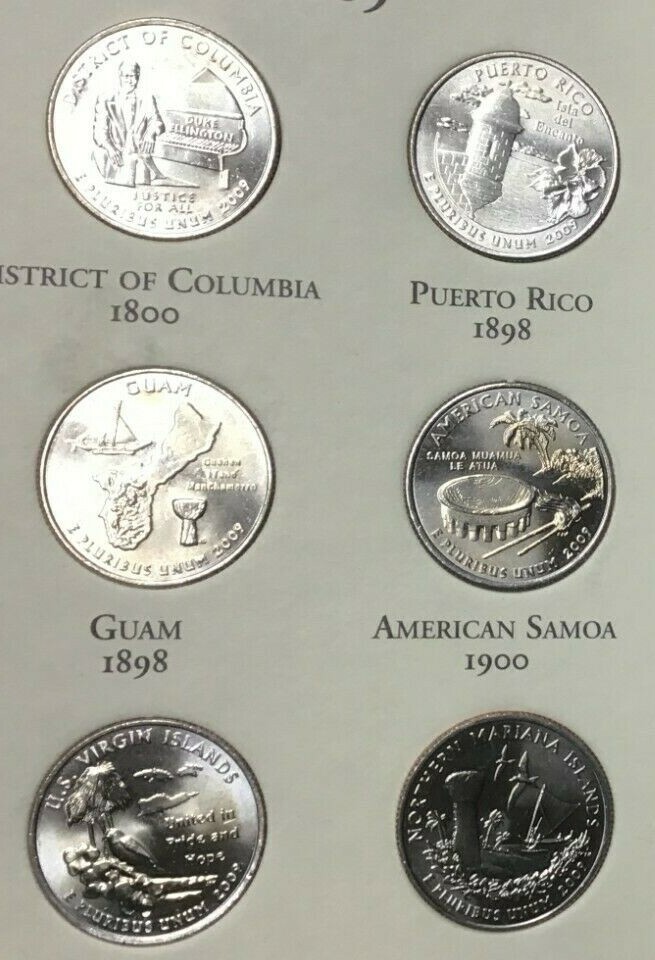 DISTRICT OF COLUMBIA
DUKE
ELLINGTON
JUSTICE
FOR ALL
E PLURIBUS UNUM 2009
PUERTO RICO
Isla
del
Encanto
E PLURIBUS UNUM 2009
ISTRICT OF COLUMBIA
1800
PUERTO RICO
1898
GUAM
Guahan
I Tanó
ManChamorro
E PLURIBUS UNUM 2009
AMERICAN SAMOA
SAMOA MUAMUA
LE ATUA
E PLURIBUS UNUM 2009
GUAM
1898
AMERICAN SAMOA
1900
U.S. VIRGIN ISLANDS
United in
Pride and
Hope
E PLURIBUS UNUM 2009
NORTHERN MARIANA ISLANDS
E PLURIBUS UNUM 2009